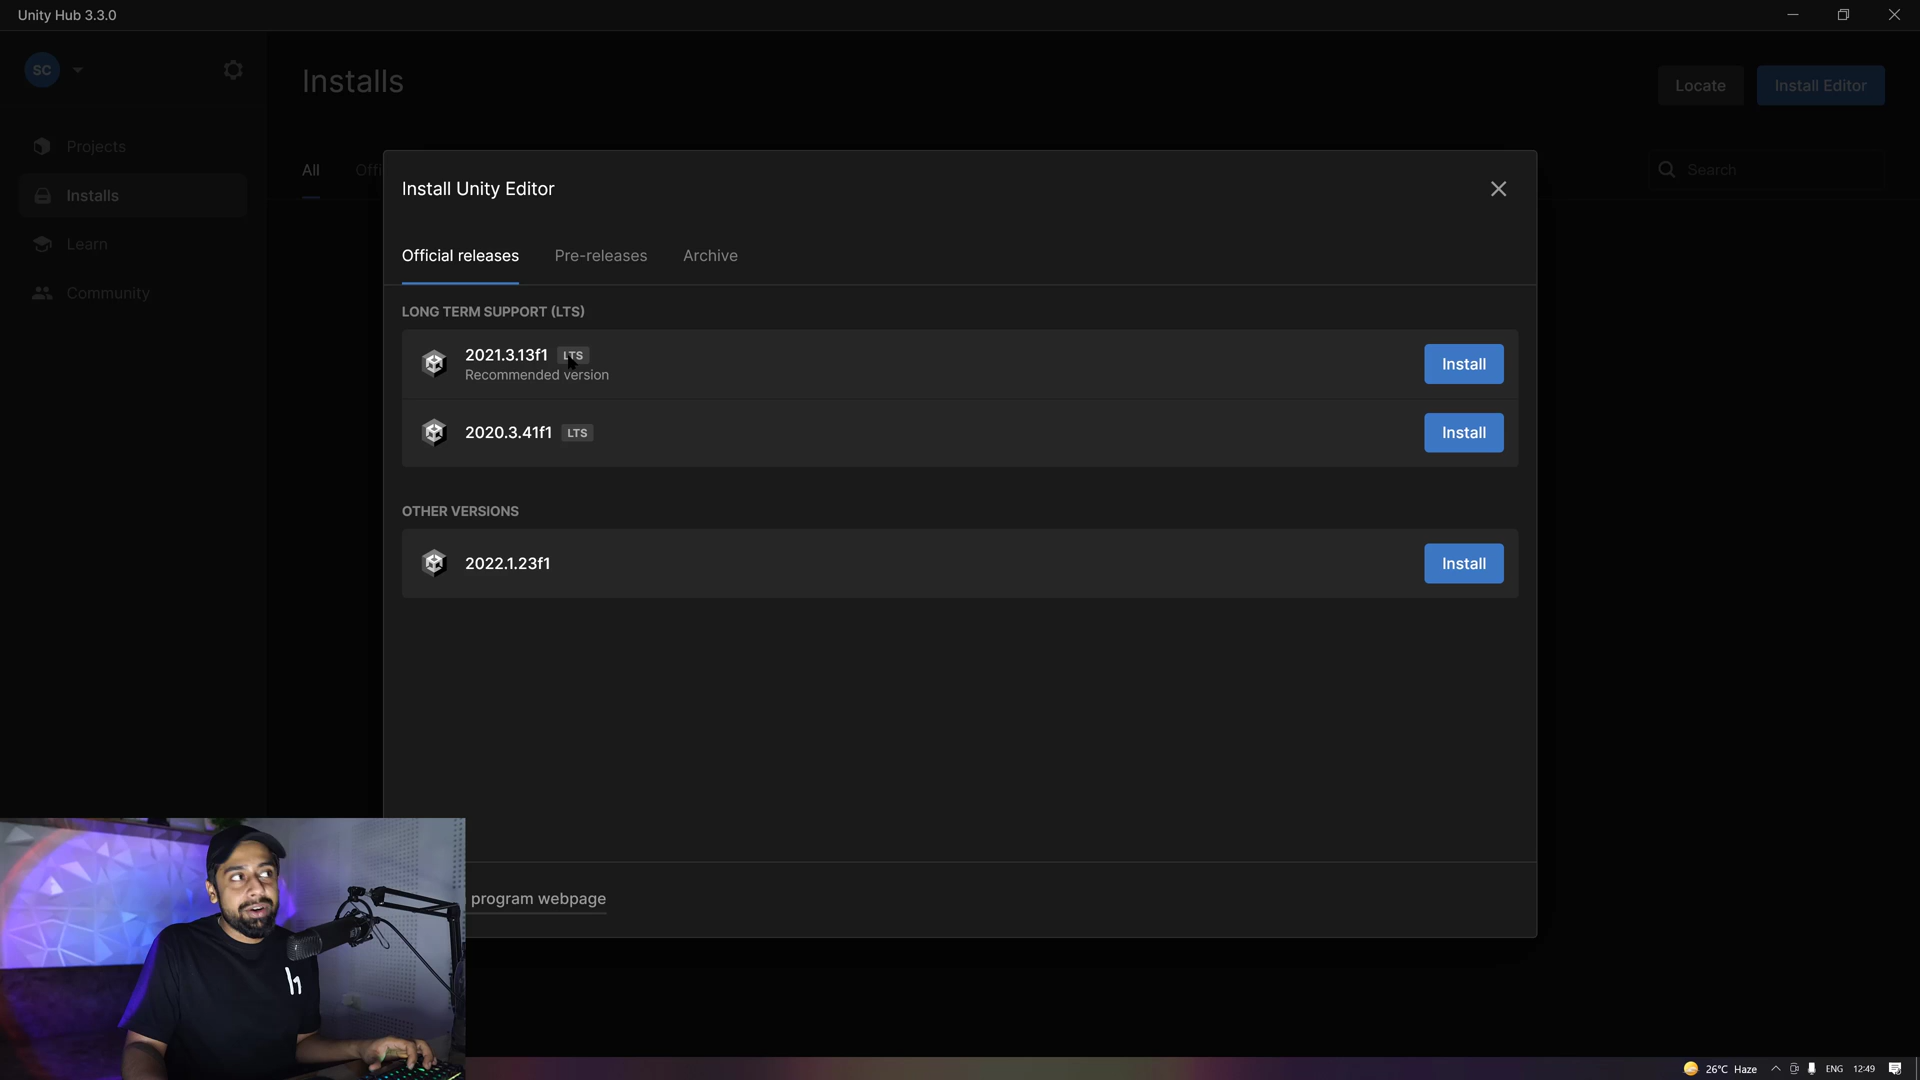 Unity Hub 3.3.0
SC
Installs
Locate
Install Editor
Projects
Installs
Learn
Community
All
Offi
Search
Install Unity Editor
Official releases
Pre-releases
Archive
LONG TERM SUPPORT (LTS)
2021.3.13f1 LTS
Recommended version
Install
2020.3.41f1 LTS
Install
OTHER VERSIONS
2022.1.23f1
Install
program webpage
26°C Haze
ENG
12:49